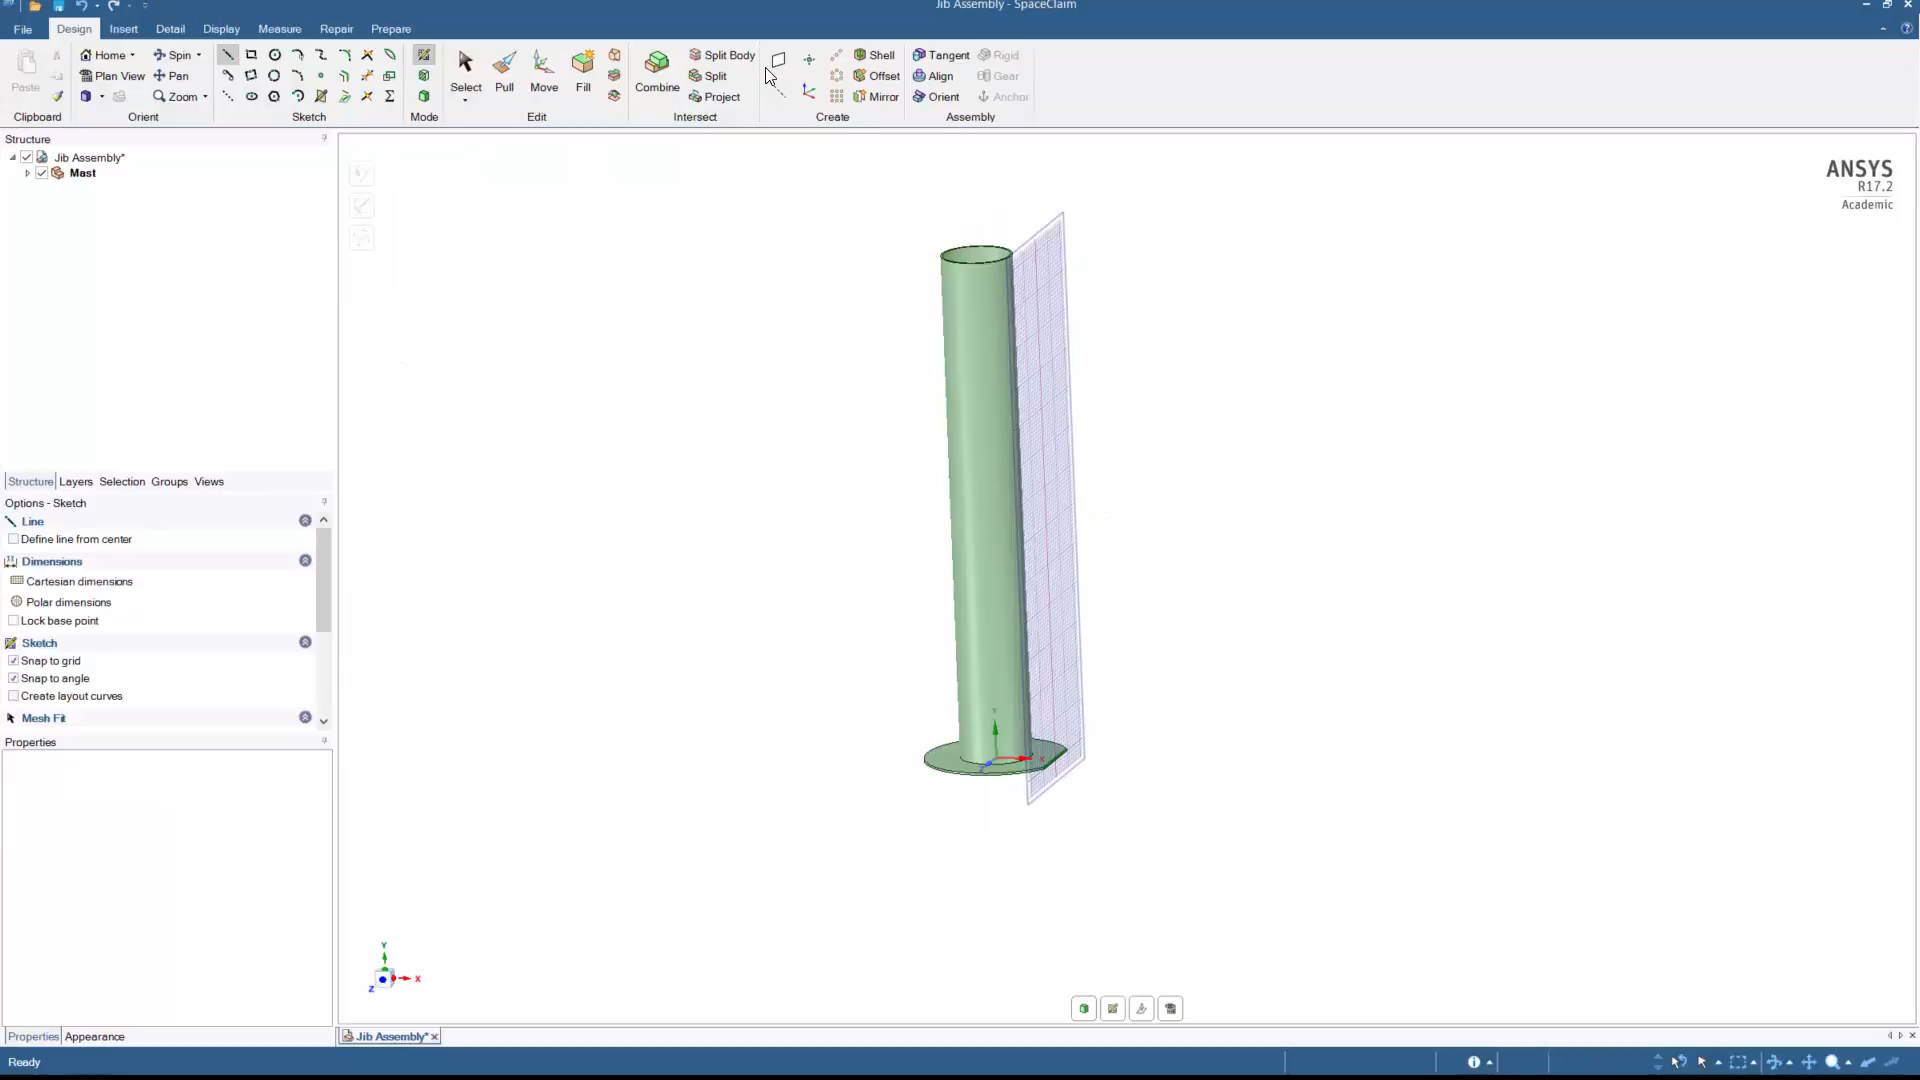 Jib Assembly - SpaceClaim
File Design Insert Detail Display Measure Repair Prepare
Paste
Home
Plan View
Spin
Pan
Zoom
Select
Pull
Move
Fill
Combine
Split Body
Split
Project
Shell
Offset
Mirror
Tangent
Align
Orient
Rigid
Gear
Anchor
Clipboard Orient Sketch Mode Edit Intersect Create Assembly
Structure
Jib Assembly*
Mast
Structure Layers Selection Groups Views
Options - Sketch
Line
Define line from center
Dimensions
Cartesian dimensions
Polar dimensions
Lock base point
Sketch
Snap to grid
Snap to angle
Create layout curves
Mesh Fit
Properties
Properties Appearance
ANSYS
R17.2
Academic
Y
X
Y
X
Z
Jib Assembly*
Ready